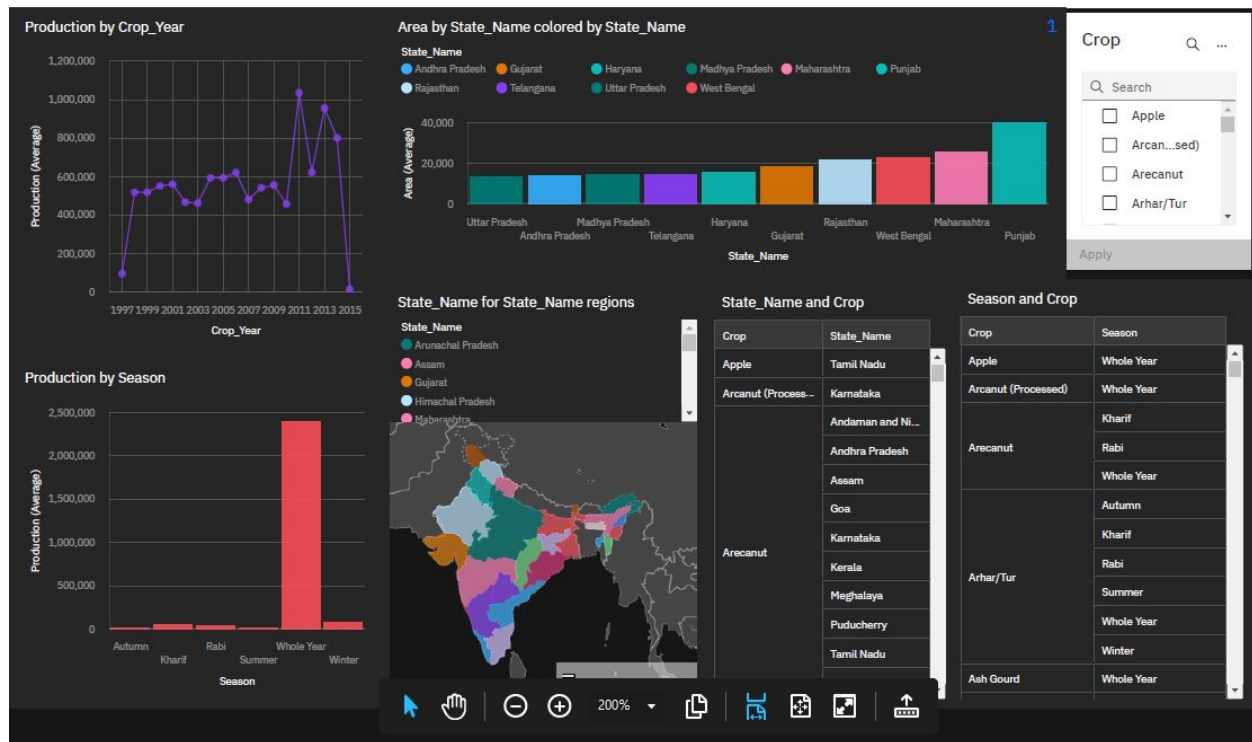 Production by Crop_Year
1,200,000
1,000,000
800,000
600,000
400,000
200,000
0
Production (Average)
1997 1999 2001 2003 2005 2007 2009 2011 2013 2015
Crop_Year
Production by Season
2,500,000
2,000,000
1,500,000
1,000,000
500,000
0
Production (Average)
Autumn Rabi Whole Year
Kharif Summer Winter
Season
Area by State_Name colored by State_Name
1
State_Name
Andhra Pradesh Gujarat Haryana Madhya Pradesh Maharashtra Punjab
Rajasthan Telangana Uttar Pradesh West Bengal
40,000
20,000
0
Area (Average)
Uttar Pradesh Madhya Pradesh Haryana Rajasthan Maharashtra
Andhra Pradesh Telangana Gujarat West Bengal Punjab
State_Name
Crop
...
Search
Apple
Arcan...sed)
Arecanut
Arhar/Tur
Apply
State_Name for State_Name regions
State_Name
Arunachal Pradesh
Assam
Gujarat
Himachal Pradesh
Maharashtra
State_Name and Crop
Crop State_Name
Apple Tamil Nadu
Arcanut (Process... Karnataka
Andaman and Ni...
Andhra Pradesh
Assam
Goa
Karnataka
Arecanut
Kerala
Meghalaya
Puducherry
Tamil Nadu
Season and Crop
Crop Season
Apple Whole Year
Arcanut (Processed) Whole Year
Kharif
Arecanut Rabi
Whole Year
Autumn
Kharif
Rabi
Arhar/Tur
Summer
Whole Year
Winter
Ash Gourd Whole Year
200%